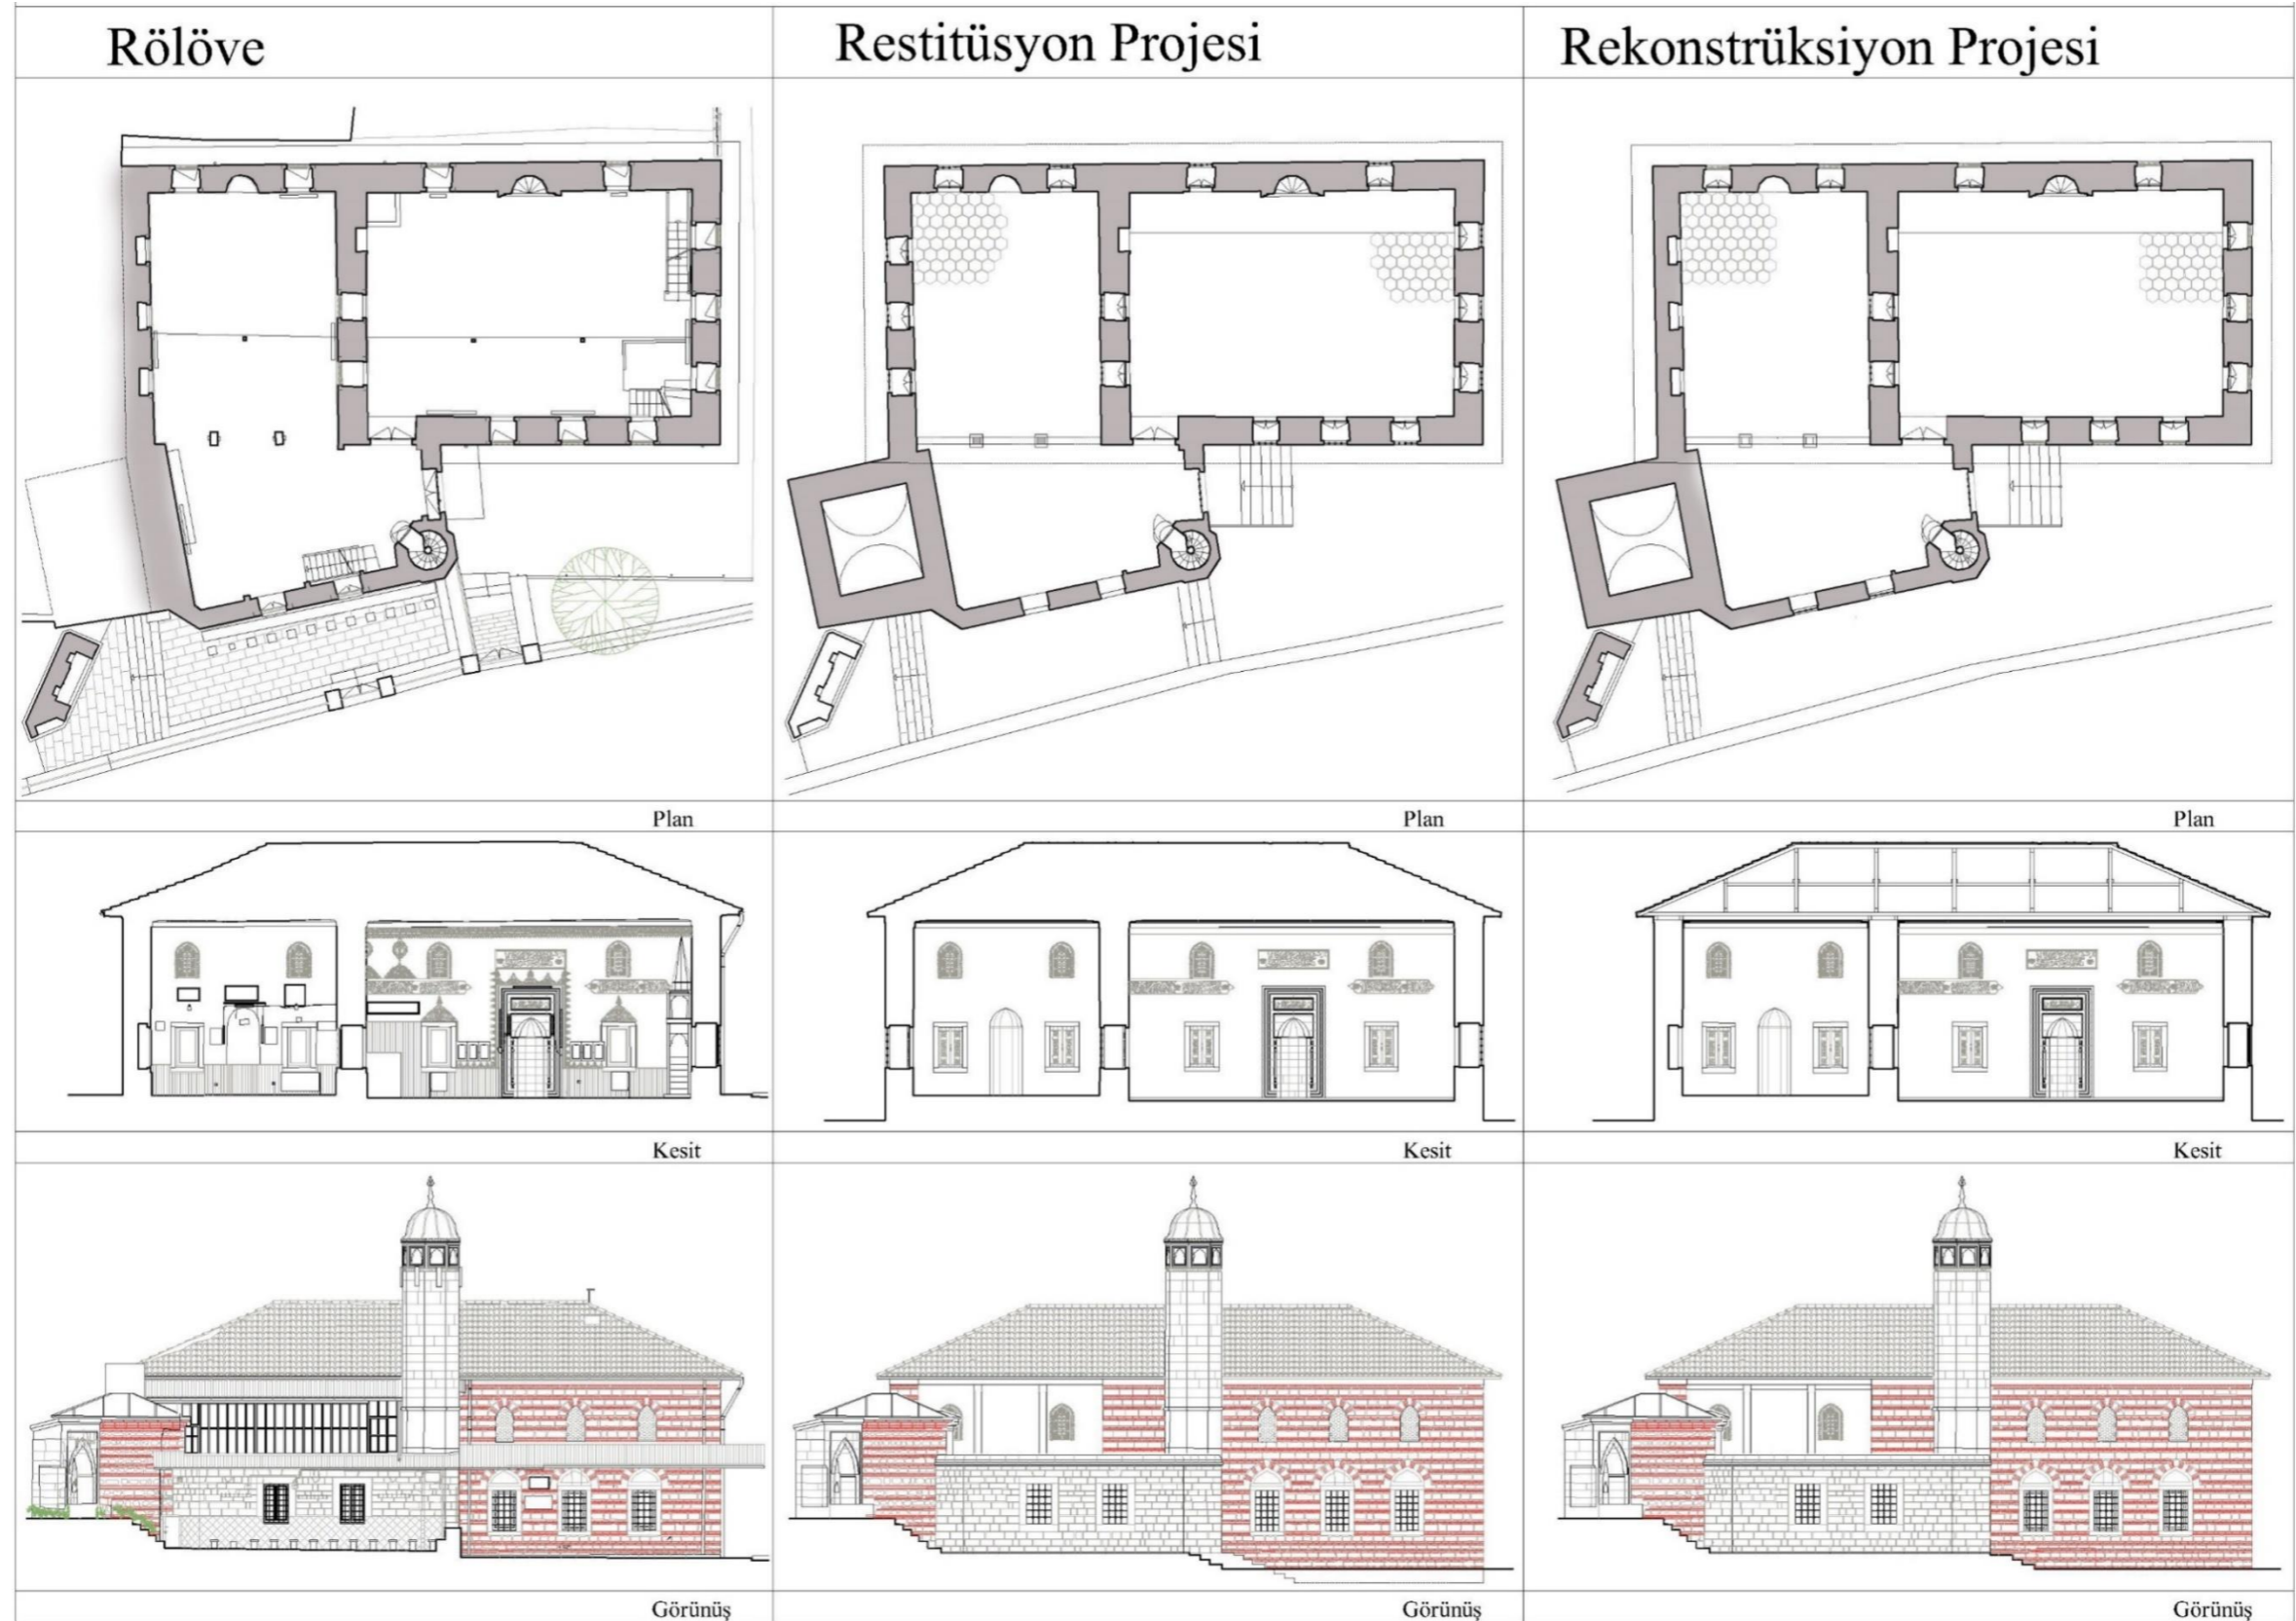 Rölöve
Restitüsyon Projesi
Rekonstrüksiyon Projesi
Plan
Plan
Plan
Kesit
Kesit
Kesit
Görünüş
Görünüş
Görünüş